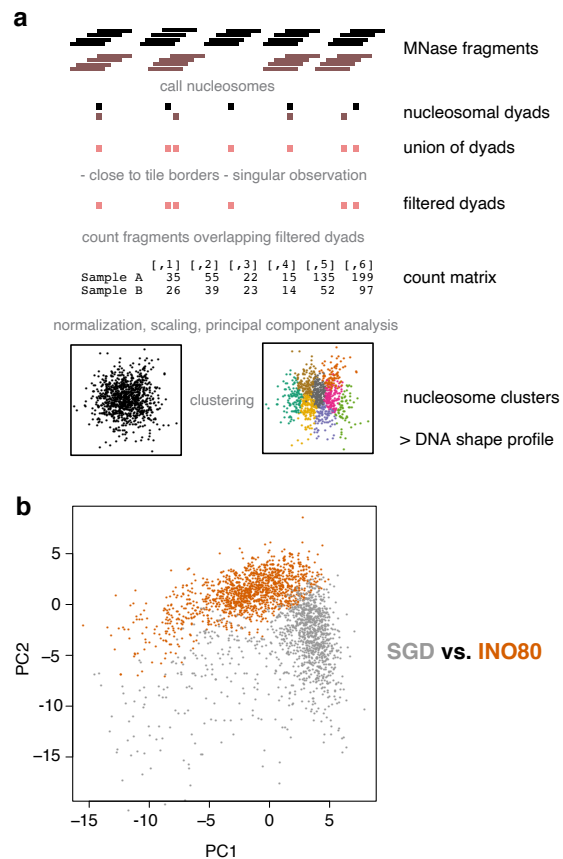 a
MNase fragments
call nucleosomes
nucleosomal dyads
union of dyads
- close to tile borders - singular observation
filtered dyads
count fragments overlapping filtered dyads
[,1] [,2] [,3] [,4] [,5] [,6]
Sample A 35 55 22 15 135 199
Sample B 26 39 23 14 52 97
count matrix
normalization, scaling, principal component analysis
clustering
nucleosome clusters
> DNA shape profile
b
5
0
−5
−10
−15
PC2
−15 -10 −5 0 5
PC1
SGD vs. INO80